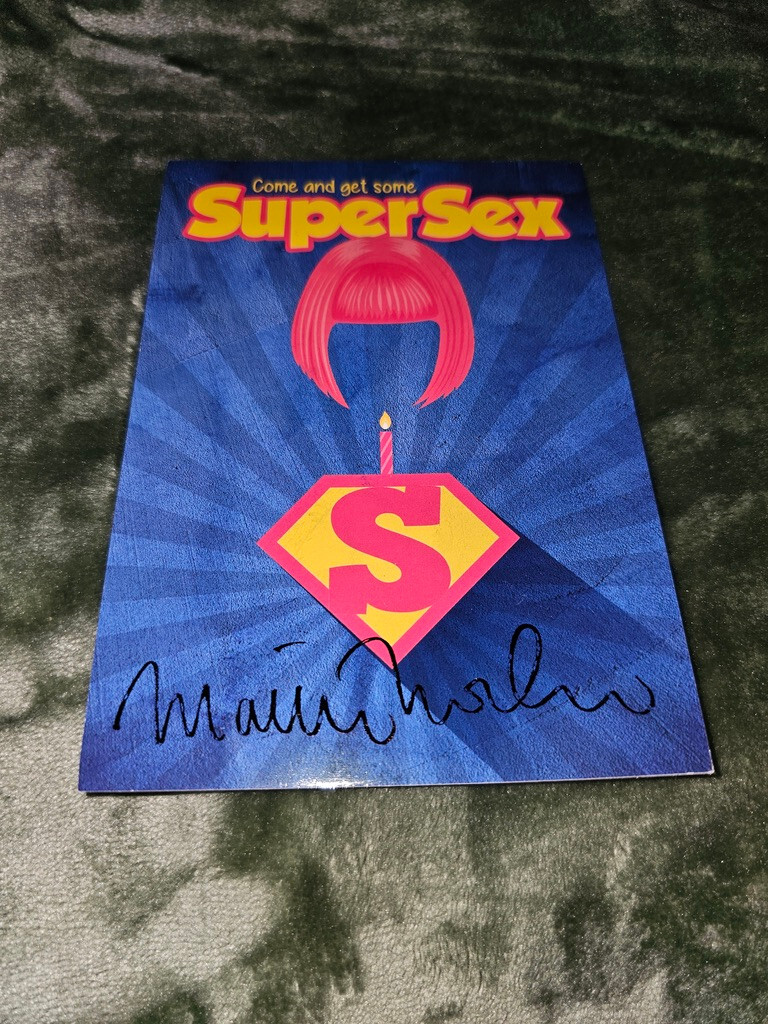 Come and get some
SuperSex
S